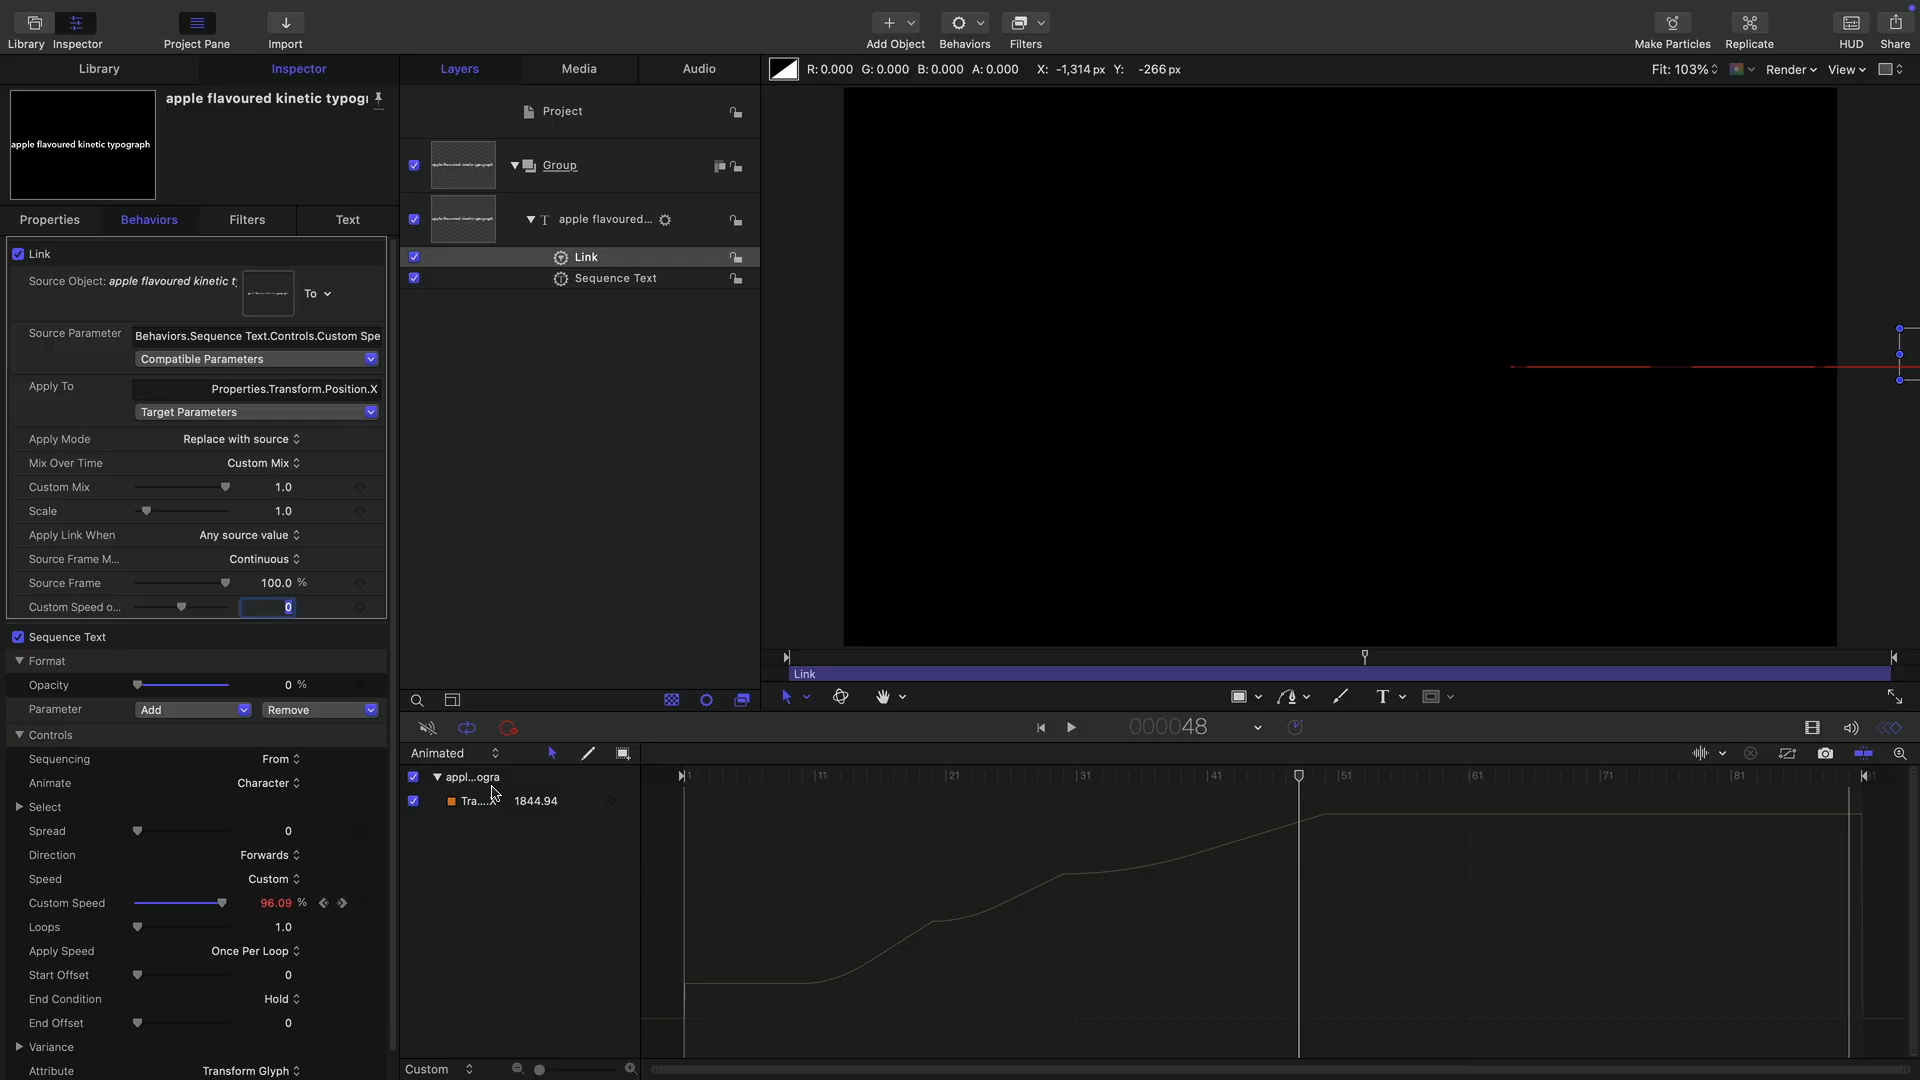 Library
Inspector
Project Pane
Import
Add Object
Behaviors
Filters
Make Particles
Replicate
HUD
Share
Library
Inspector
Layers
Media
Audio
R: 0.000 G: 0.000 B: 0.000 A: 0.000 X: -1,314 px Y: -266 px
Fit: 103%
Render
View
apple flavoured kinetic typogr
apple flavoured kinetic typograph
Project
Group
apple flavoured...
Link
Sequence Text
Properties
Behaviors
Filters
Text
Link
Source Object: apple flavoured kinetic t
To
Source Parameter
Behaviors.Sequence Text.Controls.Custom Spe
Compatible Parameters
Apply To
Properties.Transform.Position.X
Target Parameters
Apply Mode
Replace with source
Mix Over Time
Custom Mix
Custom Mix
1.0
Scale
1.0
Apply Link When
Any source value
Source Frame M...
Continuous
Source Frame
100.0 %
Custom Speed o...
0
Sequence Text
Format
Opacity
0 %
Parameter
Add
Remove
Controls
Sequencing
From
Animate
Character
Select
Spread
0
Direction
Forwards
Speed
Custom
Custom Speed
96.09 %
Loops
1.0
Apply Speed
Once Per Loop
Start Offset
0
End Condition
Hold
End Offset
0
Variance
Attribute
Transform Glyph
Link
T
000048
Animated
appl...ogra
Tra....X
1844.94
1
11
21
31
41
51
61
71
81
Custom